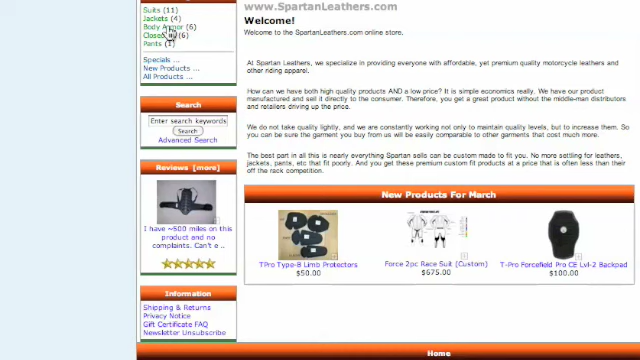 www.SpartanLeathers.com
Suits (11)
Jackets (4)
Body Armor (6)
(6)
Pants (1)
Specials ...
New Products ...
All Products ...
Search
Enter search keywords
Search
Advanced Search
Reviews [more]
I have ~500 miles on this
product and no
complaints. Can't e ..
Information
Shipping & Returns
Privacy Notice
Gift Certificate FAQ
Newsletter Unsubscribe
Welcome!
Welcome to the SpartanLeathers.com online store.
At Spartan Leathers, we specialize in providing everyone with affordable, yet premium quality motorcycle leathers and
other riding apparel.
How can we have both high quality products AND a low price? It is simple economics really. We have our product
manufactured and sell it directly to the consumer. Therefore, you get a great product without the middle-man distributors
and retailers driving up the price.
We do not take quality lightly, and we are constantly working not only to maintain quality levels, but to increase them. So
you can be sure the garment you buy from us will be easily comparable to other garments that cost much more.
The best part in all this is nearly everything Spartan sells can be custom made to fit you. No more settling for leathers,
jackets, pants, etc that fit poorly. And you get these premium custom fit products at a price that is often less than their
off the rack competition.
New Products For March
TPro Type-B Limb Protectors
$50.00
Force 2pc Race Suit (Custom)
$675.00
T-Pro Forcefield Pro CE Lvl-2 Backpad
$100.00
Home